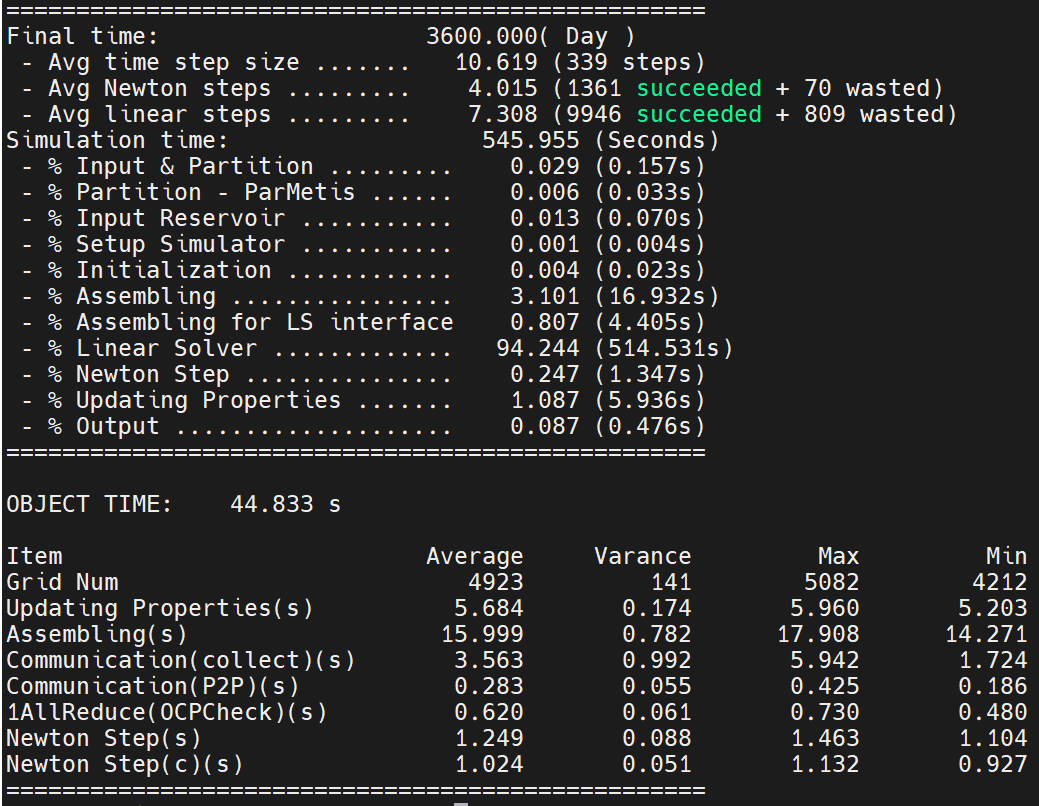 ==================================================
Final time:                   3600.000( Day )
 - Avg time step size .......   10.619 (339 steps)
 - Avg Newton steps .........    4.015 (1361 succeeded + 70 wasted)
 - Avg linear steps .........    7.308 (9946 succeeded + 809 wasted)
Simulation time:                  545.955 (Seconds)
 - % Input & Partition .........    0.029 (0.157s)
 - % Partition - ParMetis ......    0.006 (0.033s)
 - % Input Reservoir ...........    0.013 (0.070s)
 - % Setup Simulator ...........    0.001 (0.004s)
 - % Initialization ............    0.004 (0.023s)
 - % Assembling ................    3.101 (16.932s)
 - % Assembling for LS interface    0.807 (4.405s)
 - % Linear Solver .............   94.244 (514.531s)
 - % Newton Step ...............    0.247 (1.347s)
 - % Updating Properties .......    1.087 (5.936s)
 - % Output ....................    0.087 (0.476s)
==================================================
OBJECT TIME:    44.833 s
Item                          Average     Varance         Max         Min
Grid Num                         4923         141        5082        4212
Updating Properties(s)          5.684       0.174       5.960       5.203
Assembling(s)                  15.999       0.782      17.908      14.271
Communication(collect)(s)       3.563       0.992       5.942       1.724
Communication(P2P)(s)           0.283       0.055       0.425       0.186
1AllReduce(OCPCheck)(s)         0.620       0.061       0.730       0.480
Newton Step(s)                  1.249       0.088       1.463       1.104
Newton Step(c)(s)               1.024       0.051       1.132       0.927
==================================================